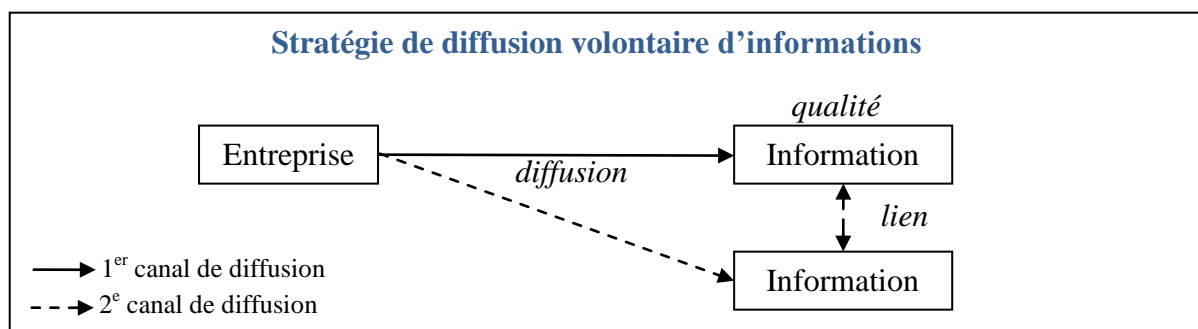 Stratégie de diffusion volontaire d’informations
qualité
Entreprise
Information
diffusion
lien
1er canal de diffusion
Information
2e canal de diffusion